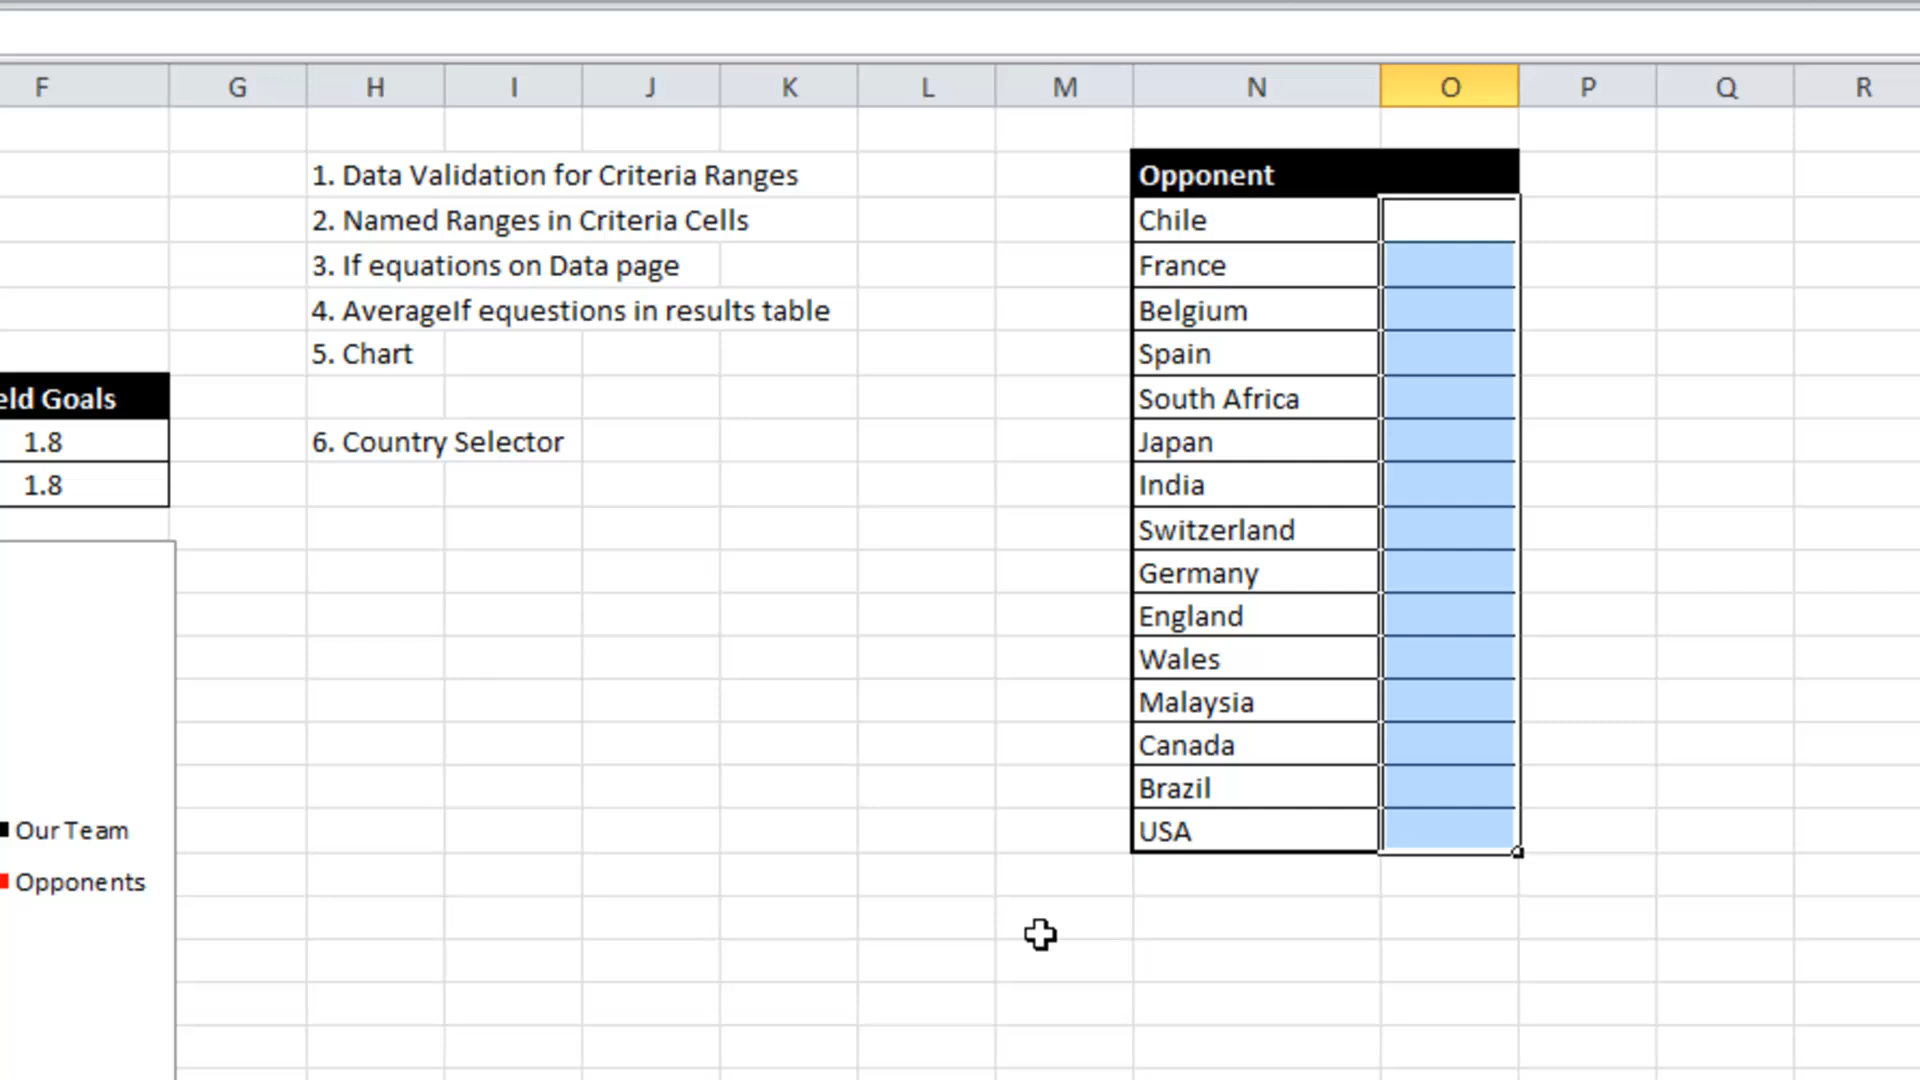 F G H I J K L M N O P Q R
1. Data Validation for Criteria Ranges
2. Named Ranges in Criteria Cells
3. If equations on Data page
4. AverageIf equestions in results table
5. Chart
6. Country Selector
eld Goals
1.8
1.8
Our Team
Opponents
Opponent
Chile
France
Belgium
Spain
South Africa
Japan
India
Switzerland
Germany
England
Wales
Malaysia
Canada
Brazil
USA